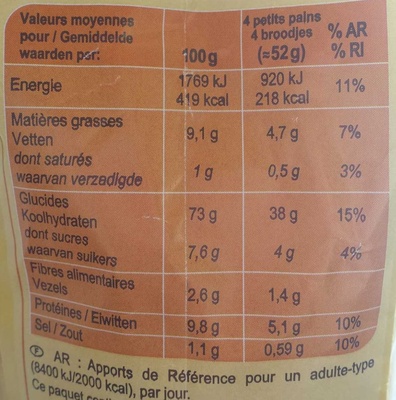 Valeurs moyennes
pour / Gemiddelde
waarden par: 100g
4 petits pains
4 broodjes
(≈52g)
% AR
% RI
Energie 1769 kJ 920 kJ 11%
419 kcal 218 kcal
Matières grasses
Vetten 9,1 g 4,7 g 7%
dont saturés
waarvan verzadigde 1 g 0,5 g 3%
Glucides
Koolhydraten 73 g 38 g 15%
dont sucres
waarvan suikers 7,6 g 4 g 4%
Fibres alimentaires
Vezels 2,6 g 1,4 g
Protéines / Eiwitten 9,8 g 5,1 g 10%
Sel / Zout 1,1 g 0,59 g 10%
AR : Apports de Référence pour un adulte-type
(8400 kJ/2000 kcal), par jour.
Ce paquet